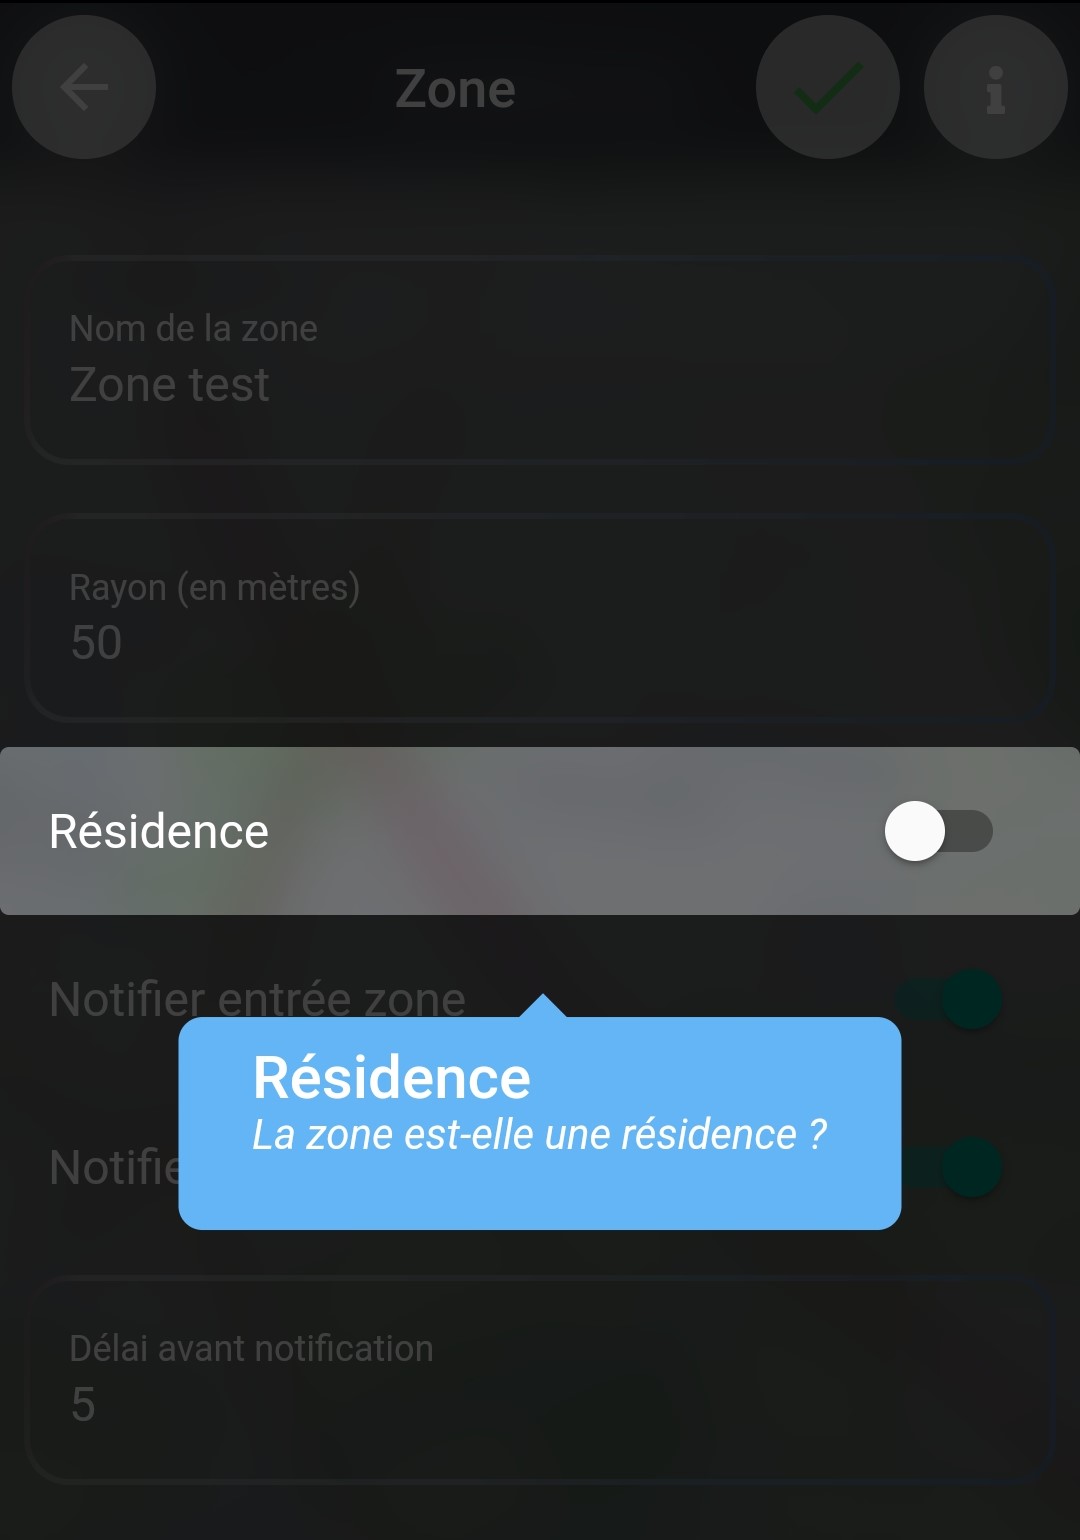 Zone
Nom de la zone
Zone test
Rayon (en mètres)
50
Résidence
Notifier entrée zone
Résidence
La zone est-elle une résidence ?
Délai avant notification
5